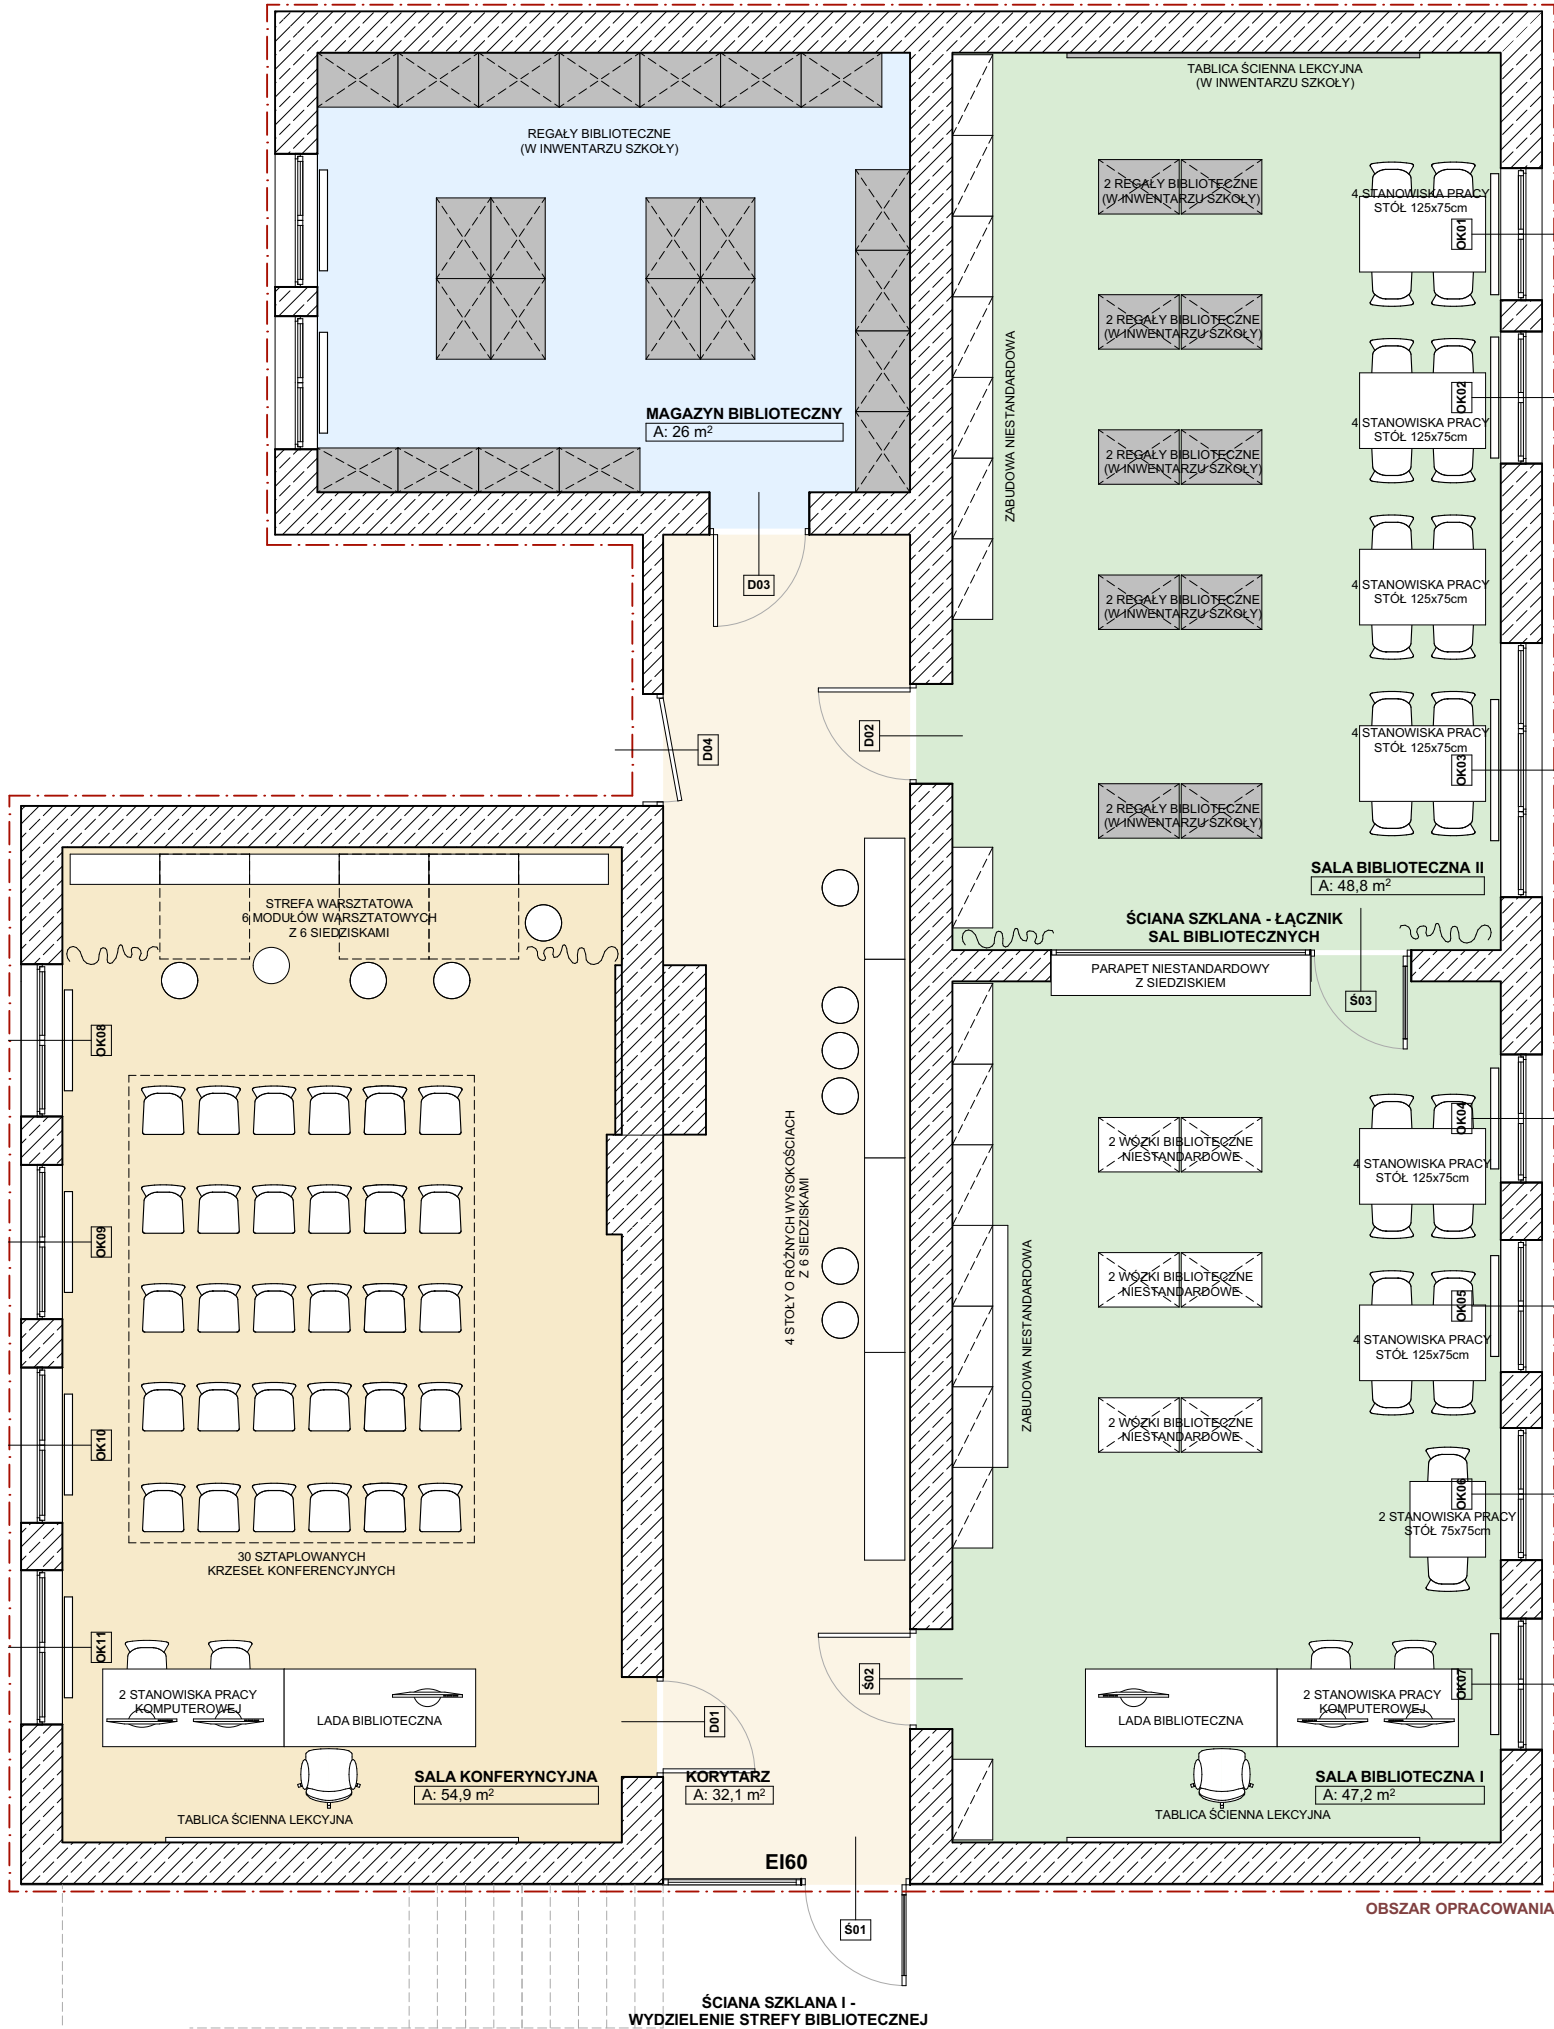 TABLICA ŚCIENNA LEKCYJNA
(W INWENTARZU SZKOŁY)
REGAŁY BIBLIOTECZNE
(W INWENTARZU SZKOŁY)
2 REGAŁY BIBLIOTECZNE
(W INWENTARZU SZKOŁY)
4 STANOWISKA PRACY
STÓŁ 125x75cm
OK01
2 REGAŁY BIBLIOTECZNE
(W INWENTARZU SZKOŁY)
ZABUDOWA NIESTANDARDOWA
OK02
4 STANOWISKA PRACY
STÓŁ 125x75cm
MAGAZYN BIBLIOTECZNY
A: 26 m²
2 REGAŁY BIBLIOTECZNE
(W INWENTARZU SZKOŁY)
D03
2 REGAŁY BIBLIOTECZNE
(W INWENTARZU SZKOŁY)
4 STANOWISKA PRACY
STÓŁ 125x75cm
D04
D02
4 STANOWISKA PRACY
STÓŁ 125x75cm
OK03
2 REGAŁY BIBLIOTECZNE
(W INWENTARZU SZKOŁY)
SALA BIBLIOTECZNA II
A: 48,8 m²
STREFA WARSZTATOWA
6 MODUŁÓW WARSZTATOWYCH
Z 6 SIEDZISKAMI
ŚCIANA SZKLANA - ŁĄCZNIK
SAL BIBLIOTECZNYCH
PARAPET NIESTANDARDOWY
Z SIEDZISKIEM
Ś03
OK08
OK04
2 WÓZKI BIBLIOTECZNE
NIESTANDARDOWE
4 STANOWISKA PRACY
STÓŁ 125x75cm
4 STOŁY O RÓŻNYCH WYSOKOŚCIACH
Z 6 SIEDZISKAMI
OK09
2 WÓZKI BIBLIOTECZNE
NIESTANDARDOWE
ZABUDOWA NIESTANDARDOWA
OK05
4 STANOWISKA PRACY
STÓŁ 125x75cm
OK10
2 WÓZKI BIBLIOTECZNE
NIESTANDARDOWE
OK06
2 STANOWISKA PRACY
STÓŁ 75x75cm
30 SZTAPLOWANYCH
KRZESEŁ KONFERENCYJNYCH
OK11
2 STANOWISKA PRACY
KOMPUTEROWEJ
LADA BIBLIOTECZNA
D01
Ś02
LADA BIBLIOTECZNA
2 STANOWISKA PRACY
KOMPUTEROWEJ
OK07
SALA KONFERYNCYJNA
A: 54,9 m²
KORYTARZ
A: 32,1 m²
SALA BIBLIOTECZNA I
A: 47,2 m²
TABLICA ŚCIENNA LEKCYJNA
TABLICA ŚCIENNA LEKCYJNA
EI60
OBSZAR OPRACOWANIA
Ś01
ŚCIANA SZKLANA I -
WYDZIELENIE STREFY BIBLIOTECZNEJ